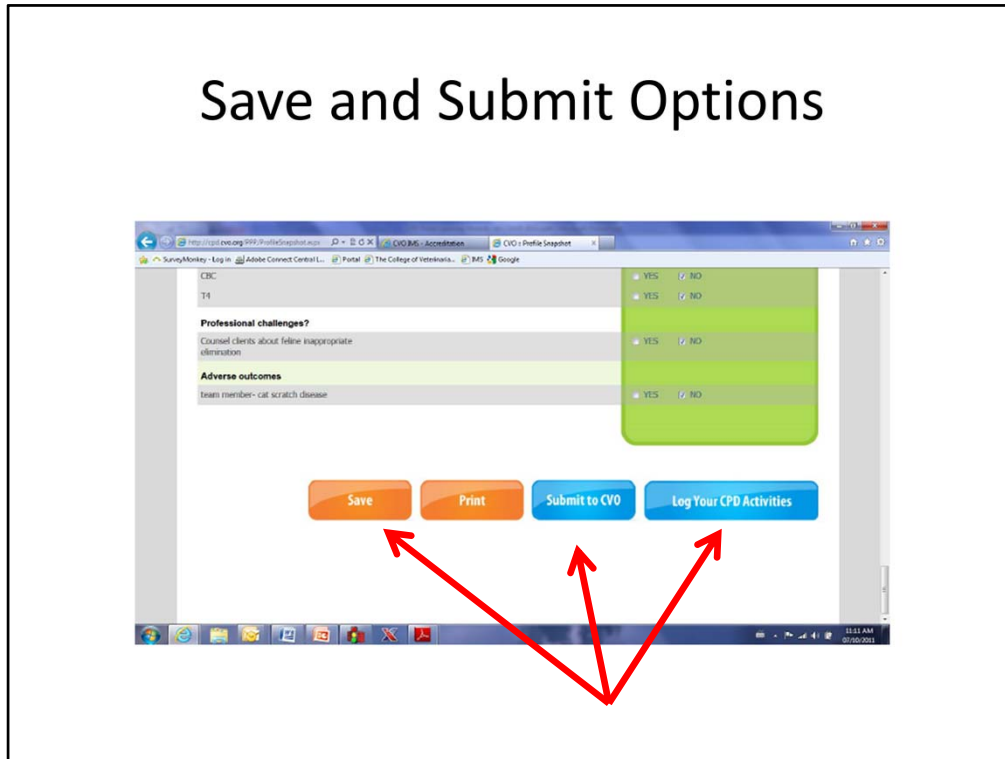 Save and Submit Options
http://cpd.cvo.org:999/ProfileSnapshot.aspx
CVO IMS - Accreditation
CVO : Profile Snapshot
SurveyMonkey - Log in
Adobe Connect Central L...
Portal
The College of Veterinaria...
IMS
Google
CBC YES NO
T4 YES NO
Professional challenges?
Counsel clients about feline inappropriate YES NO
elimination
Adverse outcomes
team member- cat scratch disease YES NO
Save Print Submit to CVO Log Your CPD Activities
11:11 AM
07/10/2011